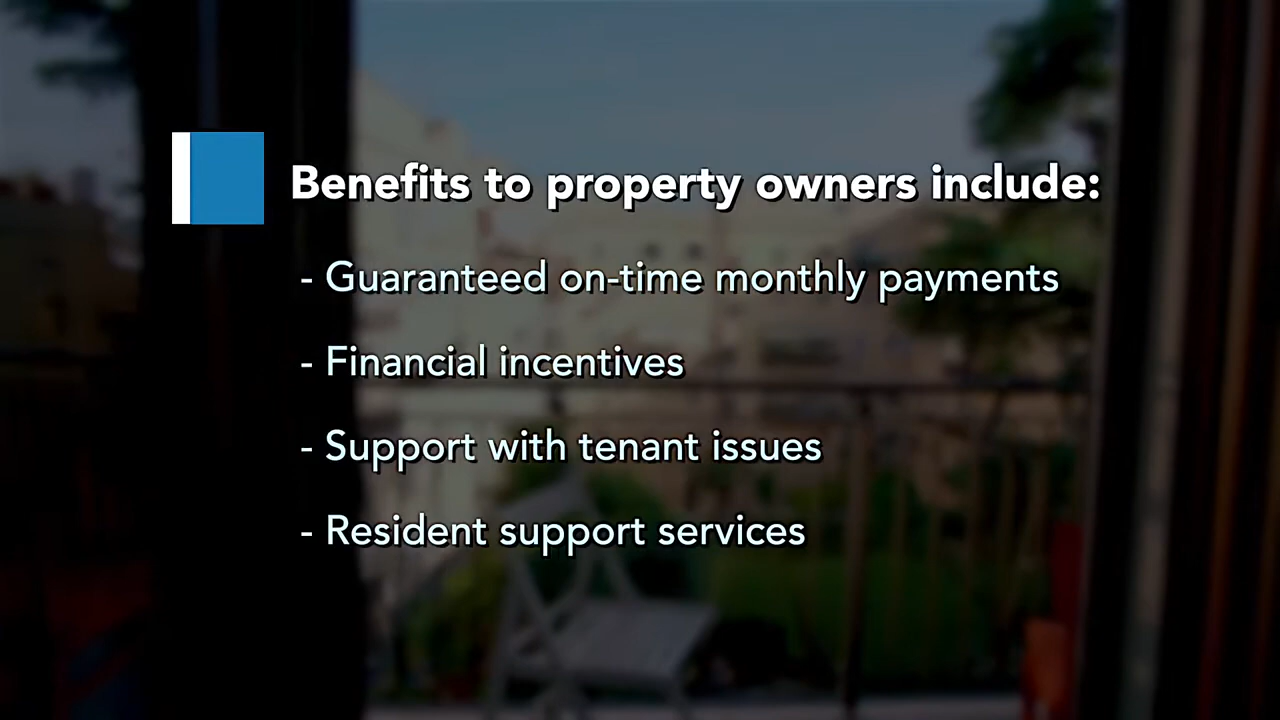 Benefits to property owners include:
- Guaranteed on-time monthly payments
- Financial incentives
- Support with tenant issues
- Resident support services